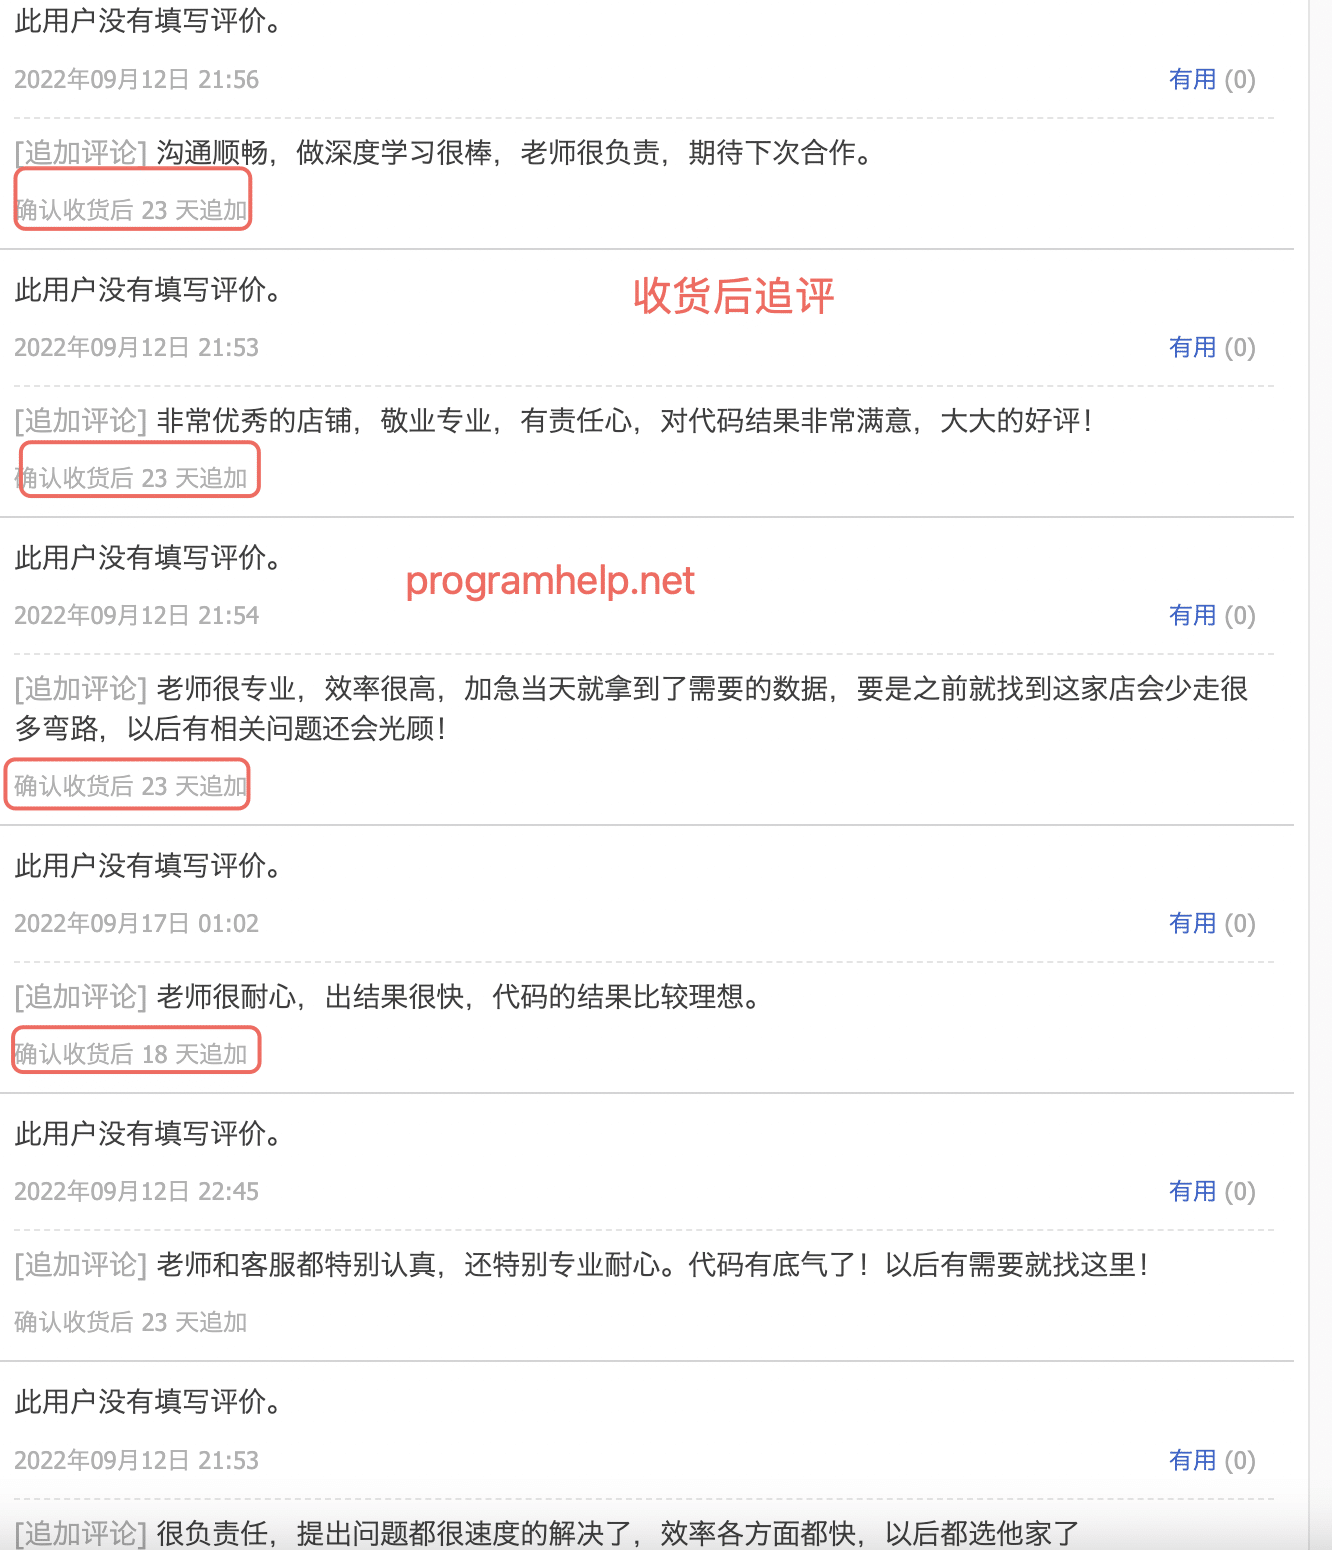 此用户没有填写评价。
2022年09月12日 21:56
有用 (0)
[追加评论] 沟通顺畅，做深度学习很棒，老师很负责，期待下次合作。
确认收货后 23 天追加
此用户没有填写评价。
收货后追评
2022年09月12日 21:53
有用 (0)
[追加评论] 非常优秀的店铺，敬业专业，有责任心，对代码结果非常满意，大大的好评！
确认收货后 23 天追加
此用户没有填写评价。
programhelp.net
2022年09月12日 21:54
有用 (0)
[追加评论] 老师很专业，效率很高，加急当天就拿到了需要的数据，要是之前就找到这家店会少走很
多弯路，以后有相关问题还会光顾！
确认收货后 23 天追加
此用户没有填写评价。
2022年09月17日 01:02
有用 (0)
[追加评论] 老师很耐心，出结果很快，代码的结果比较理想。
确认收货后 18 天追加
此用户没有填写评价。
2022年09月12日 22:45
有用 (0)
[追加评论] 老师和客服都特别认真，还特别专业耐心。代码有底气了！以后有需要就找这里！
确认收货后 23 天追加
此用户没有填写评价。
2022年09月12日 21:53
有用 (0)
[追加评论] 很负责任，提出问题都很速度的解决了，效率各方面都快，以后都选他家了